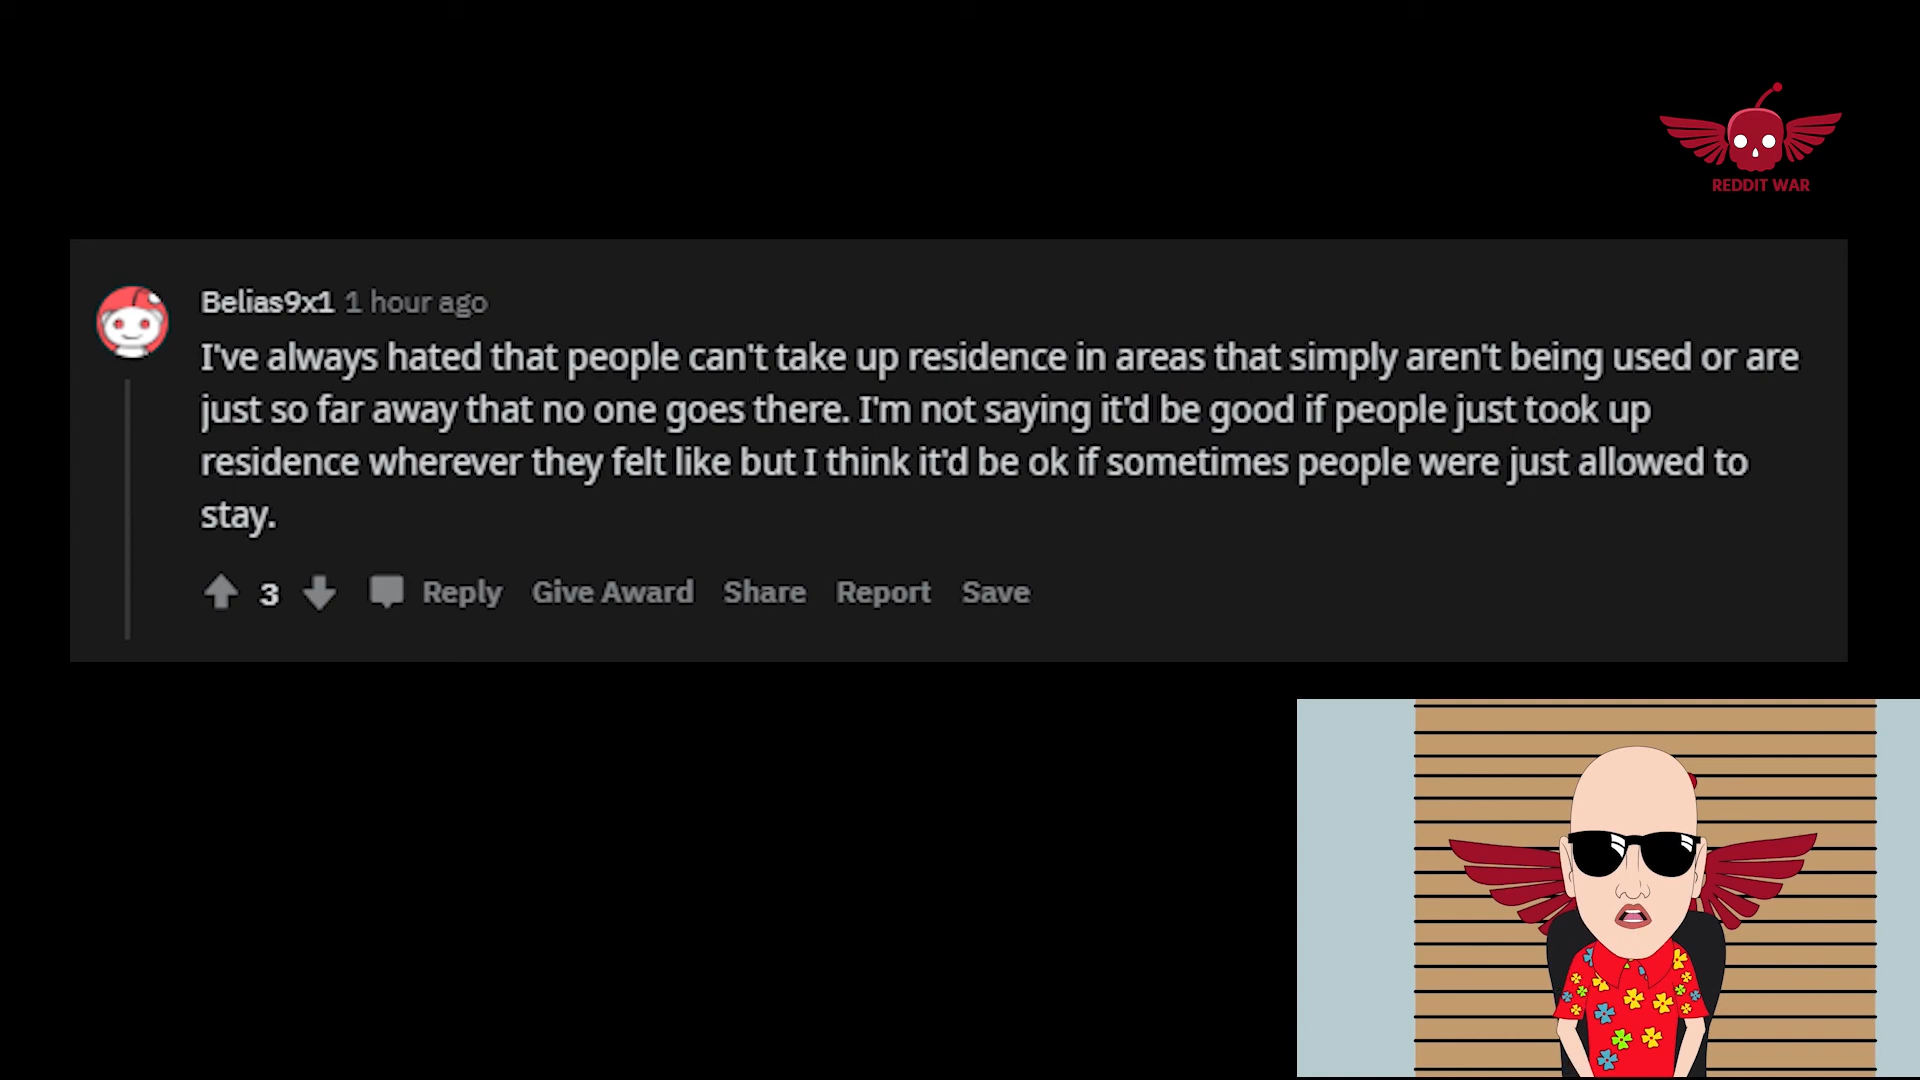 REDDIT WAR
Belias9x1 1 hour ago
I've always hated that people can't take up residence in areas that simply aren't being used or are
just so far away that no one goes there. I'm not saying it'd be good if people just took up
residence wherever they felt like but I think it'd be ok if sometimes people were just allowed to
stay.
3 Reply Give Award Share Report Save